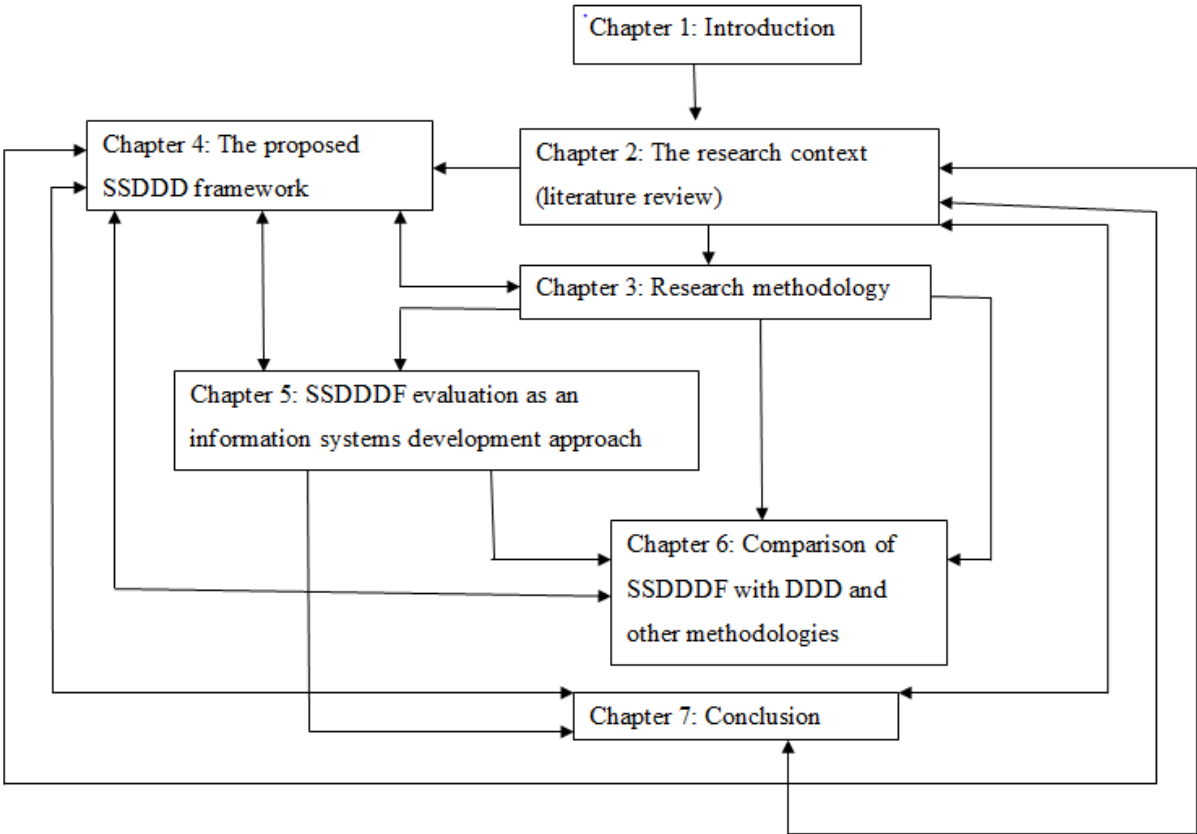 Chapter 1: Introduction
Chapter 4: The proposed
SSDDD framework
Chapter 2: The research context
(literature review)
Chapter 3: Research methodology
Chapter 5: SSDDDF evaluation as an
information systems development approach
Chapter 6: Comparison of
SSDDDF with DDD and
other methodologies
Chapter 7: Conclusion